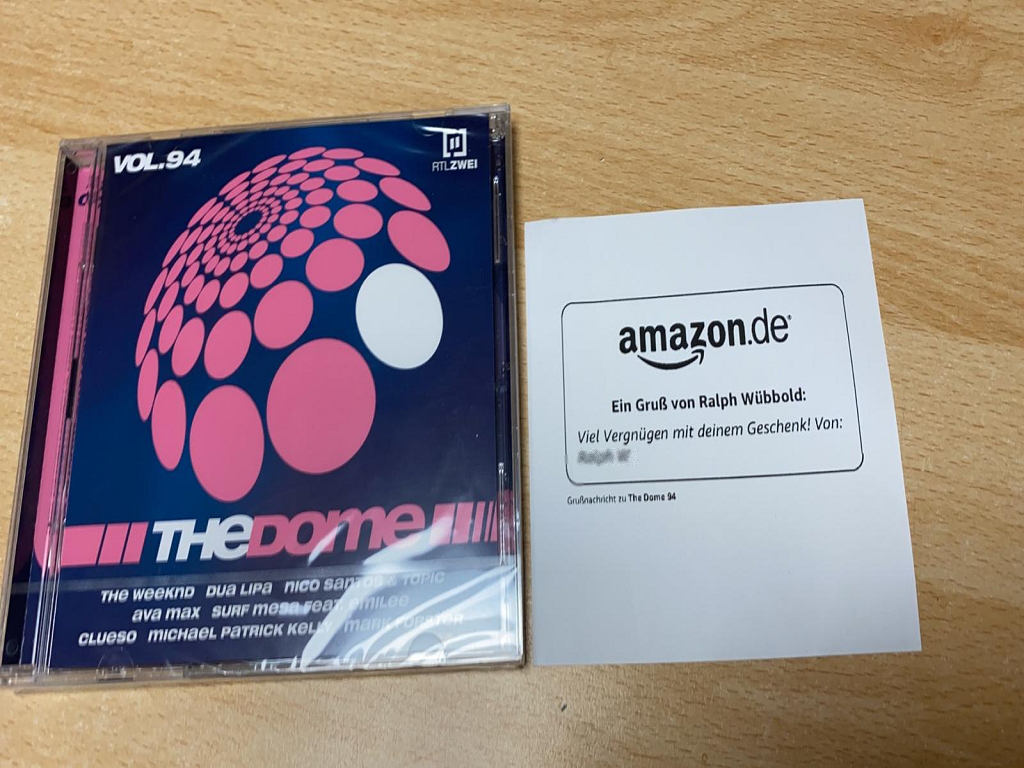 VOL.94
RTLZWEI
THEDOME
THE WEEKND DUA LIPA NICO SANTOS & TOPIC
AVA MAX SURF MESA FEAT. EMILEE
CLUESO MICHAEL PATRICK KELLY MARK FORSTER
amazon.de
Ein Gruß von Ralph Wübbold:
Viel Vergnügen mit deinem Geschenk! Von:
Grußnachricht zu The Dome 94